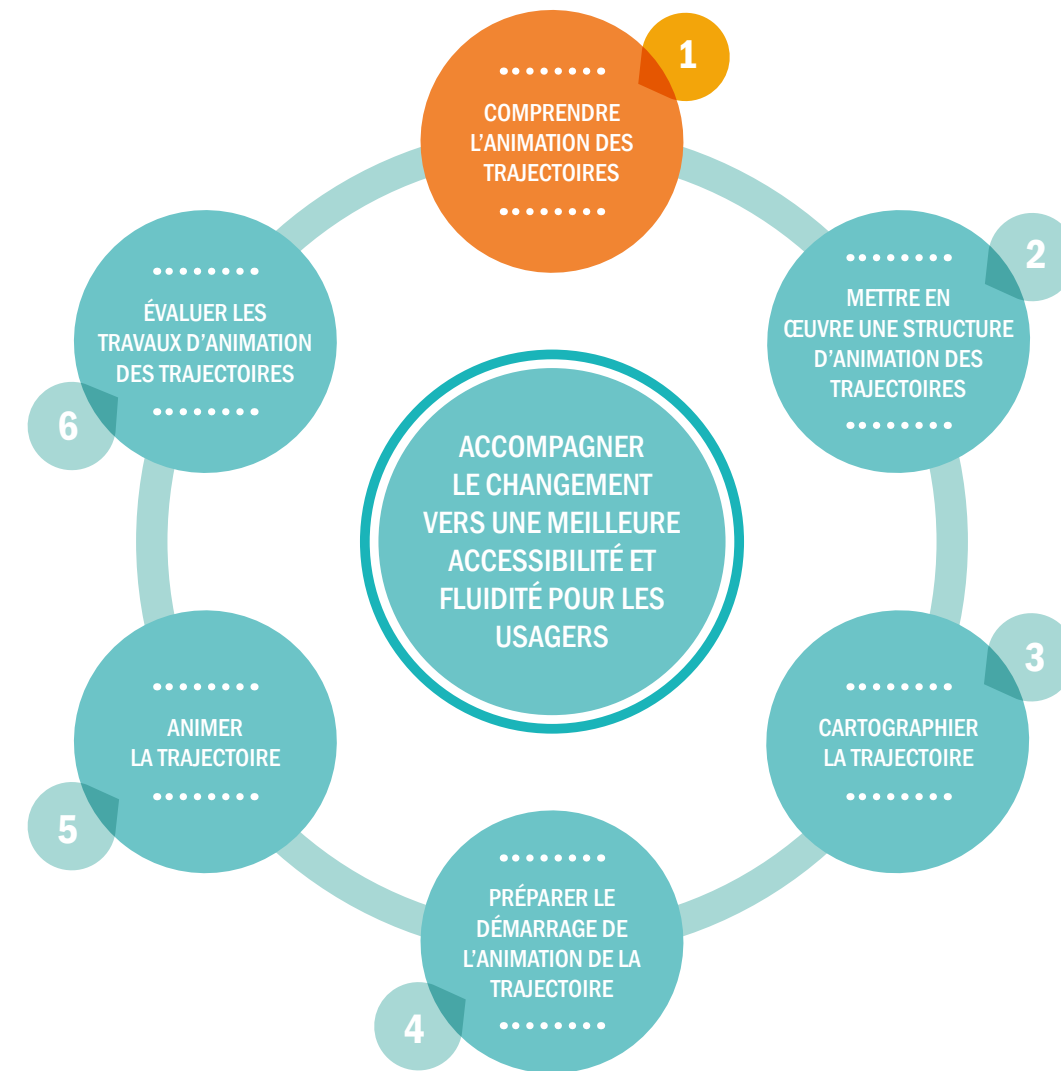 1
COMPRENDRE
L'ANIMATION DES
TRAJECTOIRES
2
METTRE EN
ŒUVRE UNE STRUCTURE
D'ANIMATION DES
TRAJECTOIRES
3
CARTOGRAPHIER
LA TRAJECTOIRE
4
PRÉPARER LE
DÉMARRAGE DE
L'ANIMATION DE LA
TRAJECTOIRE
5
ANIMER
LA TRAJECTOIRE
6
ÉVALUER LES
TRAVAUX D'ANIMATION
DES TRAJECTOIRES
ACCOMPAGNER
LE CHANGEMENT
VERS UNE MEILLEURE
ACCESSIBILITÉ ET
FLUIDITÉ POUR LES
USAGERS